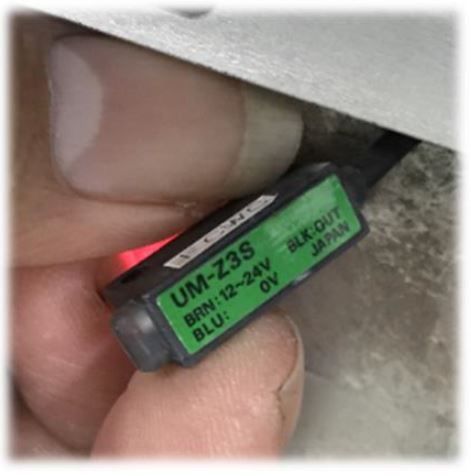 UM-Z3S
BRN:12~24V BLK:OUT
BLU: 0V JAPAN